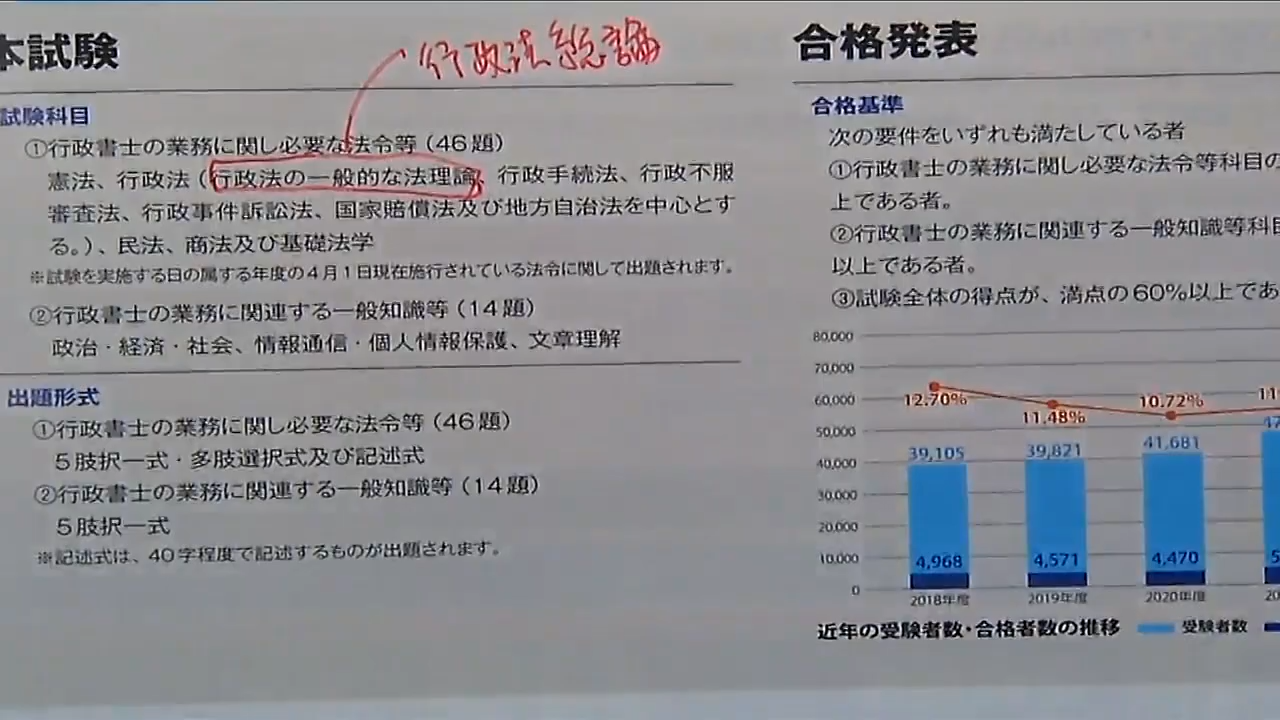 本試験
行政法総論
試験科目
①行政書士の業務に関し必要な法令等（46題）
憲法、行政法（行政法の一般的な法理論、行政手続法、行政不服
審査法、行政事件訴訟法、国家賠償法及び地方自治法を中心とす
る。）、民法、商法及び基礎法学
※試験を実施する日の属する年度の4月1日現在施行されている法令に関して出題されます。
②行政書士の業務に関連する一般知識等（14題）
政治・経済・社会、情報通信・個人情報保護、文章理解
出題形式
①行政書士の業務に関し必要な法令等（46題）
5肢択一式・多肢選択式及び記述式
②行政書士の業務に関連する一般知識等（14題）
5肢択一式
※記述式は、40字程度で記述するものが出題されます。
合格発表
合格基準
次の要件をいずれも満たしている者
①行政書士の業務に関し必要な法令等科目の
上である者。
②行政書士の業務に関連する一般知識等科目
以上である者。
③試験全体の得点が、満点の60%以上であ
80,000
70,000
60,000
50,000
40,000
30,000
20,000
10,000
0
12.70%
11.48%
10.72%
11
39,105
39,821
41,681
47
4,968
4,571
4,470
5
2018年度
2019年度
2020年度
20
近年の受験者数・合格者数の推移
受験者数